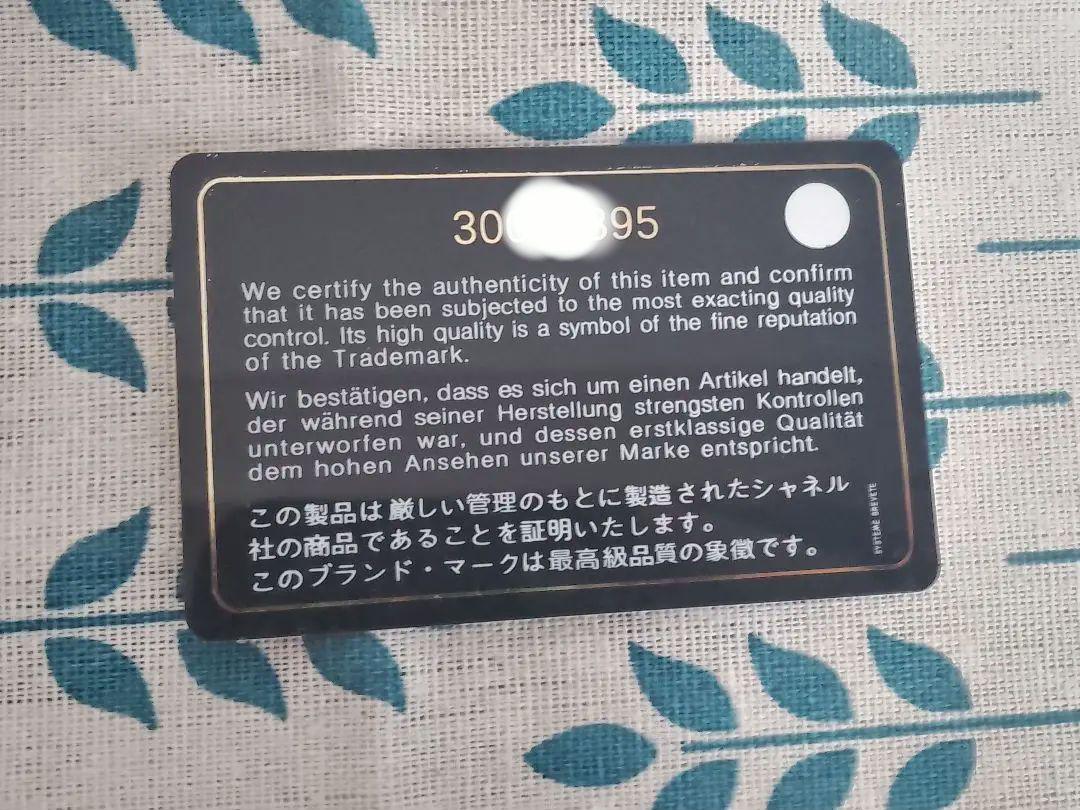 30 395
We certify the authenticity of this item and confirm
that it has been subjected to the most exacting quality
control. Its high quality is a symbol of the fine reputation
of the Trademark.
Wir bestätigen, dass es sich um einen Artikel handelt,
der während seiner Herstellung strengsten Kontrollen
unterworfen war, und dessen erstklassige Qualität
dem hohen Ansehen unserer Marke entspricht.
この製品は厳しい管理のもとに製造されたシャネル
社の商品であることを証明いたします。
このブランド・マークは最高級品質の象徴です。
SYSTEME BREVETE